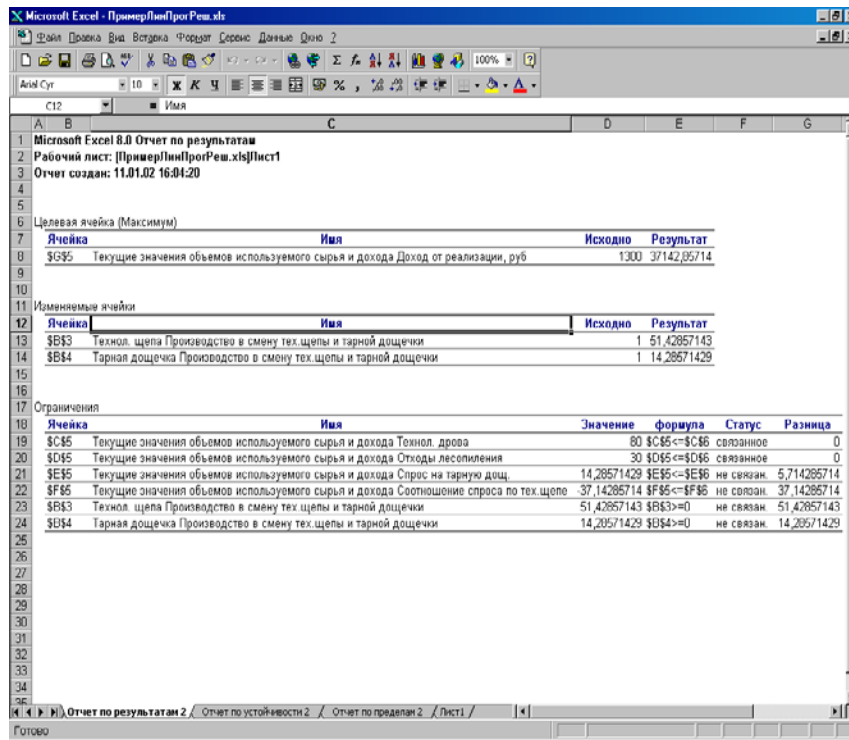 Microsoft Excel - ПримерЛинПрогРеш.xls
Файл Правка Вид Вставка Формат Сервис Данные Окно ?
100%
Arial Cyr 10 Ж К Ч
C12 = Имя
A B C D E F G
1 Microsoft Excel 8.0 Отчет по результатам
2 Рабочий лист: [ПримерЛинПрогРеш.xls]Лист1
3 Отчет создан: 11.01.02 16:04:20
4
5
6 Целевая ячейка (Максимум)
7 Ячейка Имя Исходно Результат
8 $G$5 Текущие значения объемов используемого сырья и дохода Доход от реализации, руб 1300 37142,85714
9
10
11 Изменяемые ячейки
12 Ячейка Имя Исходно Результат
13 $B$3 Технол. щепа Производство в смену тех.щепы и тарной дощечки 1 51,42857143
14 $B$4 Тарная дощечка Производство в смену тех.щепы и тарной дощечки 1 14,28571429
15
16
17 Ограничения
18 Ячейка Имя Значение формула Статус Разница
19 $C$5 Текущие значения объемов используемого сырья и дохода Технол. дрова 80 $C$5<=$C$6 связанное 0
20 $D$5 Текущие значения объемов используемого сырья и дохода Отходы лесопиления 30 $D$5<=$D$6 связанное 0
21 $E$5 Текущие значения объемов используемого сырья и дохода Спрос на тарную дощ. 14,28571429 $E$5<=$E$6 не связан. 5,714285714
22 $F$5 Текущие значения объемов используемого сырья и дохода Соотношение спроса по тех.щепе -37,14285714 $F$5<=$F$6 не связан. 37,14285714
23 $B$3 Технол. щепа Производство в смену тех.щепы и тарной дощечки 51,42857143 $B$3>=0 не связан. 51,42857143
24 $B$4 Тарная дощечка Производство в смену тех.щепы и тарной дощечки 14,28571429 $B$4>=0 не связан. 14,28571429
25
26
27
28
29
30
31
32
33
34
35
Отчет по результатам 2 Отчет по устойчивости 2 Отчет по пределам 2 Лист1
Готово